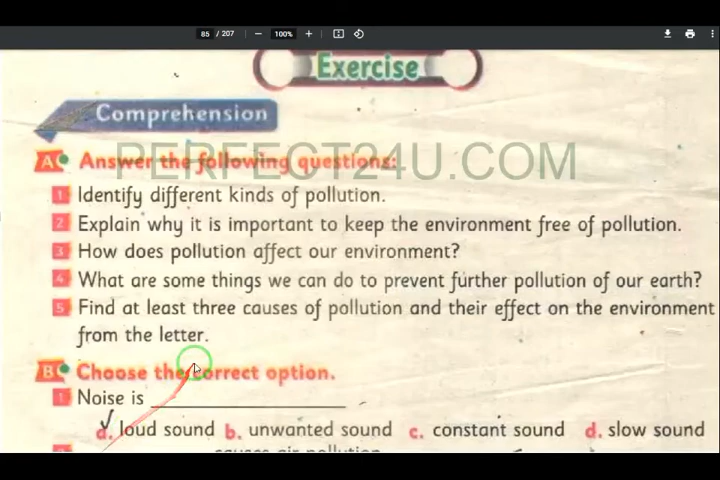 85 / 207 − 100% +
Exercise
Comprehension
PERFECT24U.COM
A Answer the following questions:
1 Identify different kinds of pollution.
2 Explain why it is important to keep the environment free of pollution.
3 How does pollution affect our environment?
4 What are some things we can do to prevent further pollution of our earth?
5 Find at least three causes of pollution and their effect on the environment
from the letter.
B Choose the correct option.
1 Noise is ____________________
d. loud sound b. unwanted sound c. constant sound d. slow sound
causes air pollution